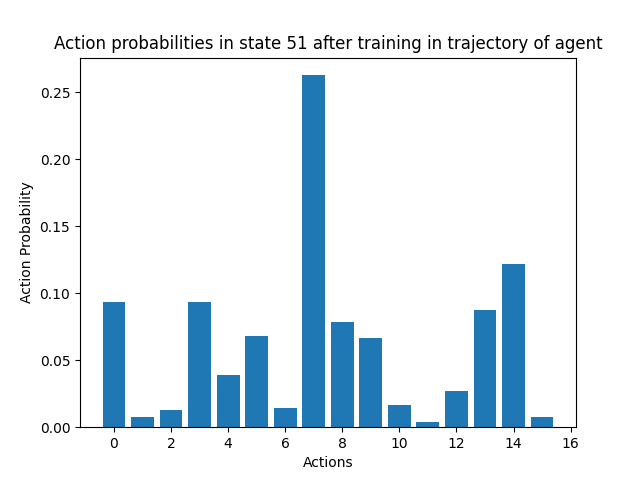 Action probabilities in state 51 after training in trajectory of agent
0.25
0.20
0.15
0.10
0.05
0.00
Action Probability
0 2 4 6 8 10 12 14 16
Actions